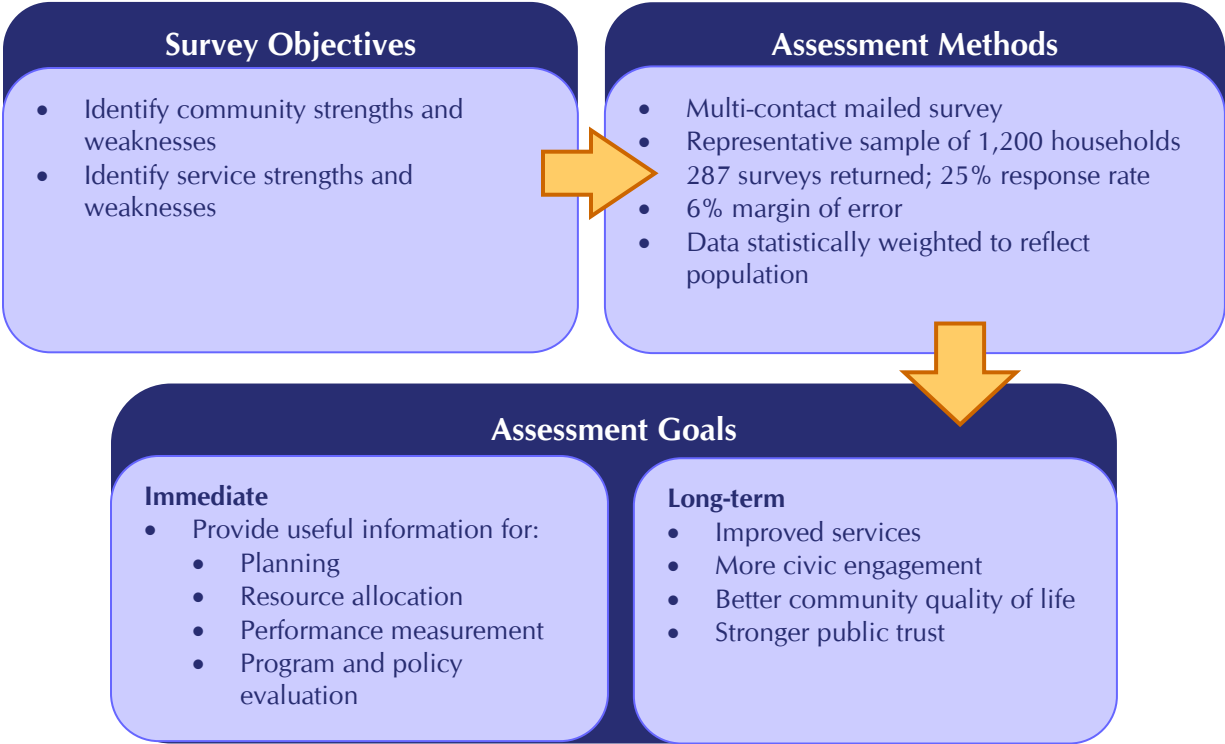 Survey Objectives
• Identify community strengths and
weaknesses
• Identify service strengths and
weaknesses
Assessment Methods
• Multi-contact mailed survey
• Representative sample of 1,200 households
287 surveys returned; 25% response rate
• 6% margin of error
• Data statistically weighted to reflect
population
Assessment Goals
Immediate
• Provide useful information for:
• Planning
• Resource allocation
• Performance measurement
• Program and policy
evaluation
Long-term
• Improved services
• More civic engagement
• Better community quality of life
• Stronger public trust